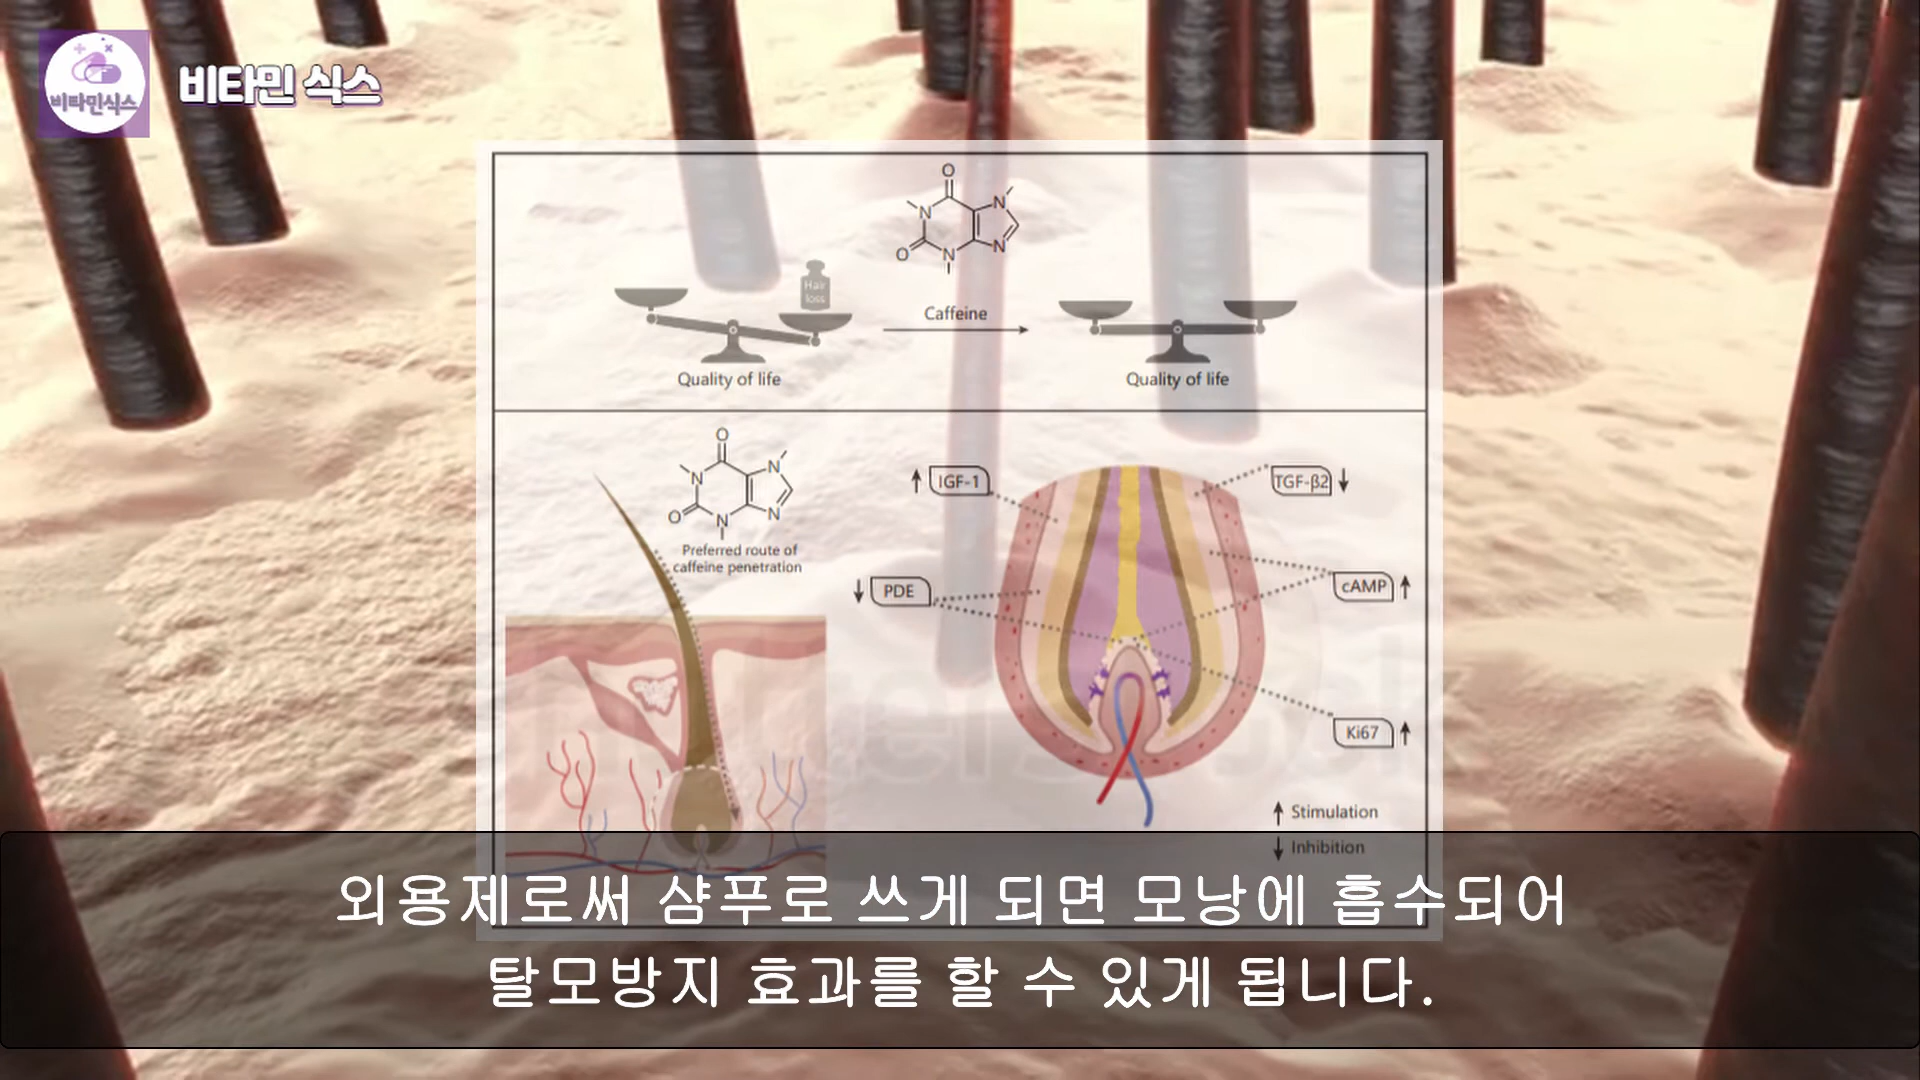 비타민식스
비타민 식스
O
N
N
O
N
N
Hair
loss
Caffeine
Quality of life
Quality of life
O
N
N
O
N
N
Preferred route of
caffeine penetration
IGF-1
TGF-β2
PDE
cAMP
Ki67
Stimulation
Inhibition
외용제로써 샴푸로 쓰게 되면 모낭에 흡수되어
탈모방지 효과를 할 수 있게 됩니다.